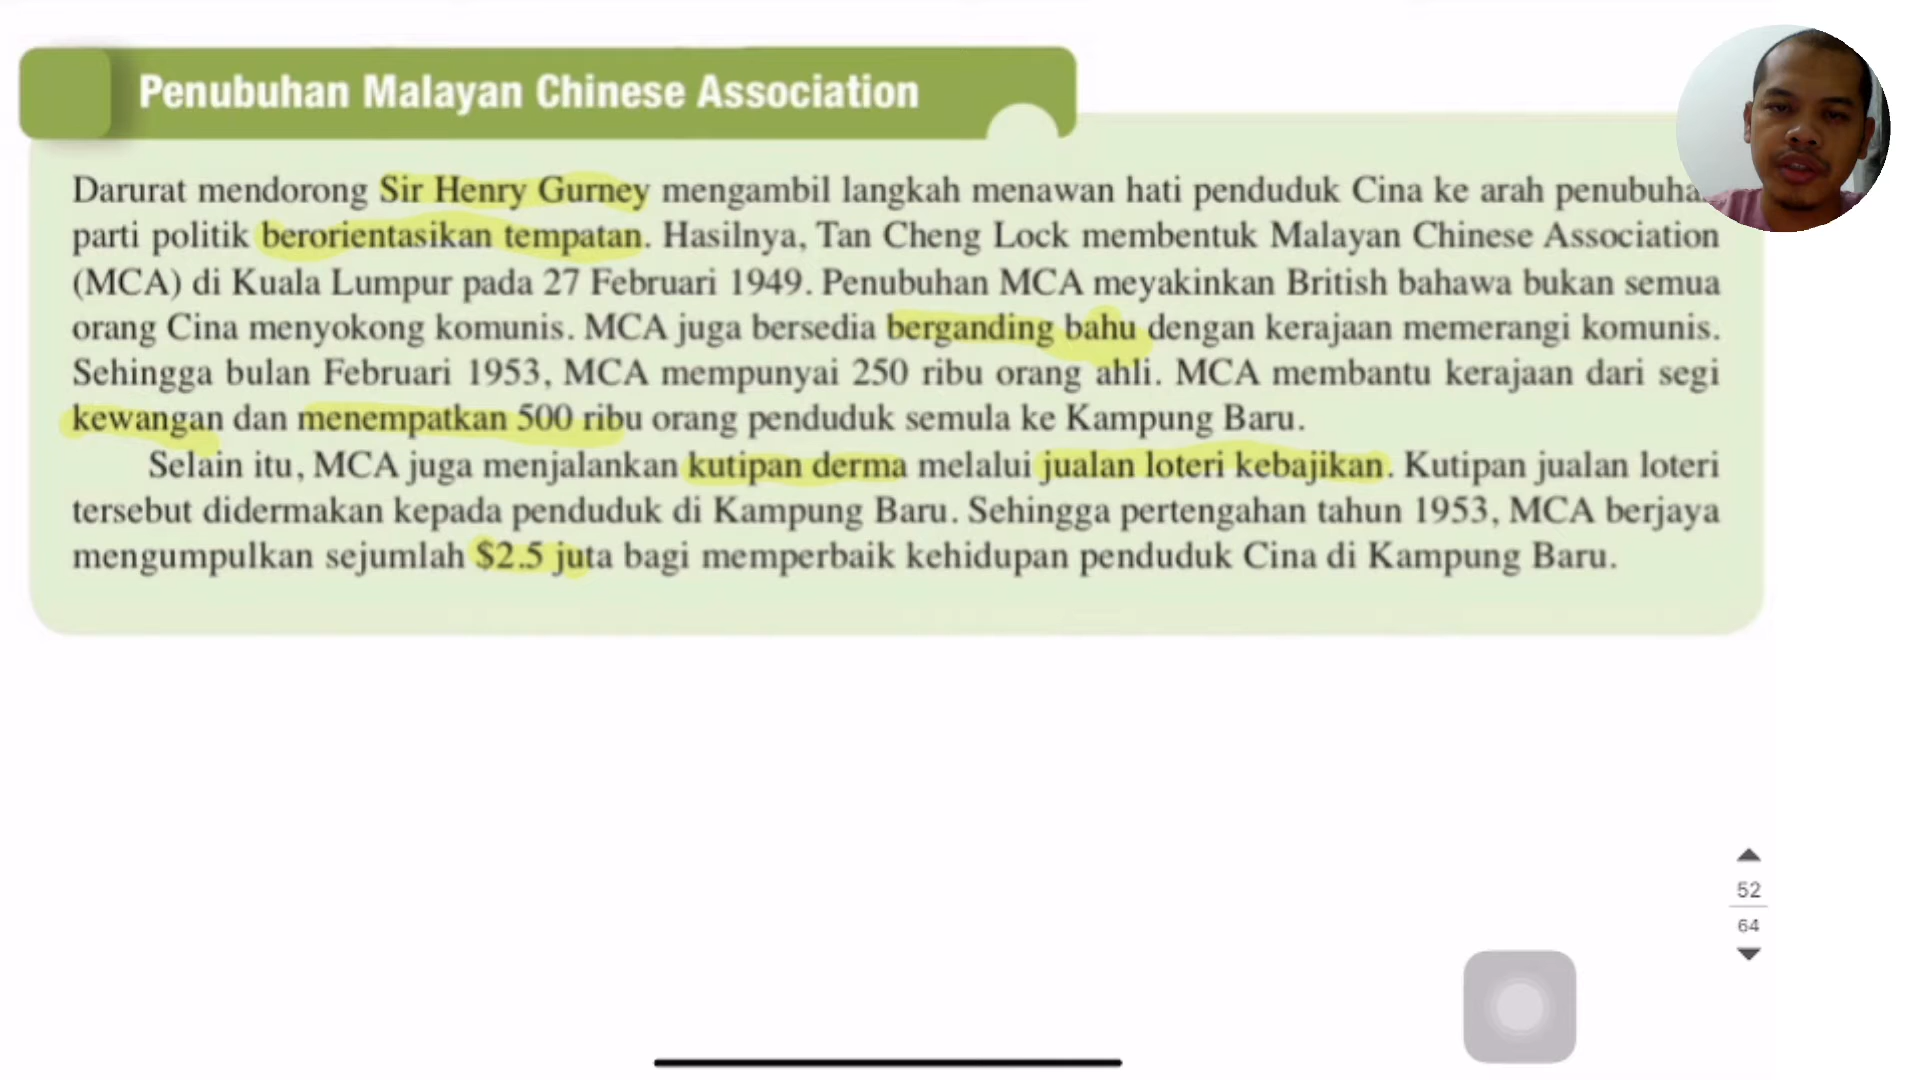 Penubuhan Malayan Chinese Association
Darurat mendorong Sir Henry Gurney mengambil langkah menawan hati penduduk Cina ke arah
parti politik berorientasikan tempatan. Hasilnya, Tan Cheng Lock membentuk Malayan Chinese Association
(MCA) di Kuala Lumpur pada 27 Februari 1949. Penubuhan MCA meyakinkan British bahawa bukan semua
orang Cina menyokong komunis. MCA juga bersedia berganding bahu dengan kerajaan memerangi komunis.
Sehingga bulan Februari 1953, MCA mempunyai 250 ribu orang ahli. MCA membantu kerajaan dari segi
kewangan dan menempatkan 500 ribu orang penduduk semula ke Kampung Baru.
Selain itu, MCA juga menjalankan kutipan derma melalui jualan loteri kebajikan. Kutipan jualan loteri
tersebut didermakan kepada penduduk di Kampung Baru. Sehingga pertengahan tahun 1953, MCA berjaya
mengumpulkan sejumlah $2.5 juta bagi memperbaik kehidupan penduduk Cina di Kampung Baru.
52
64